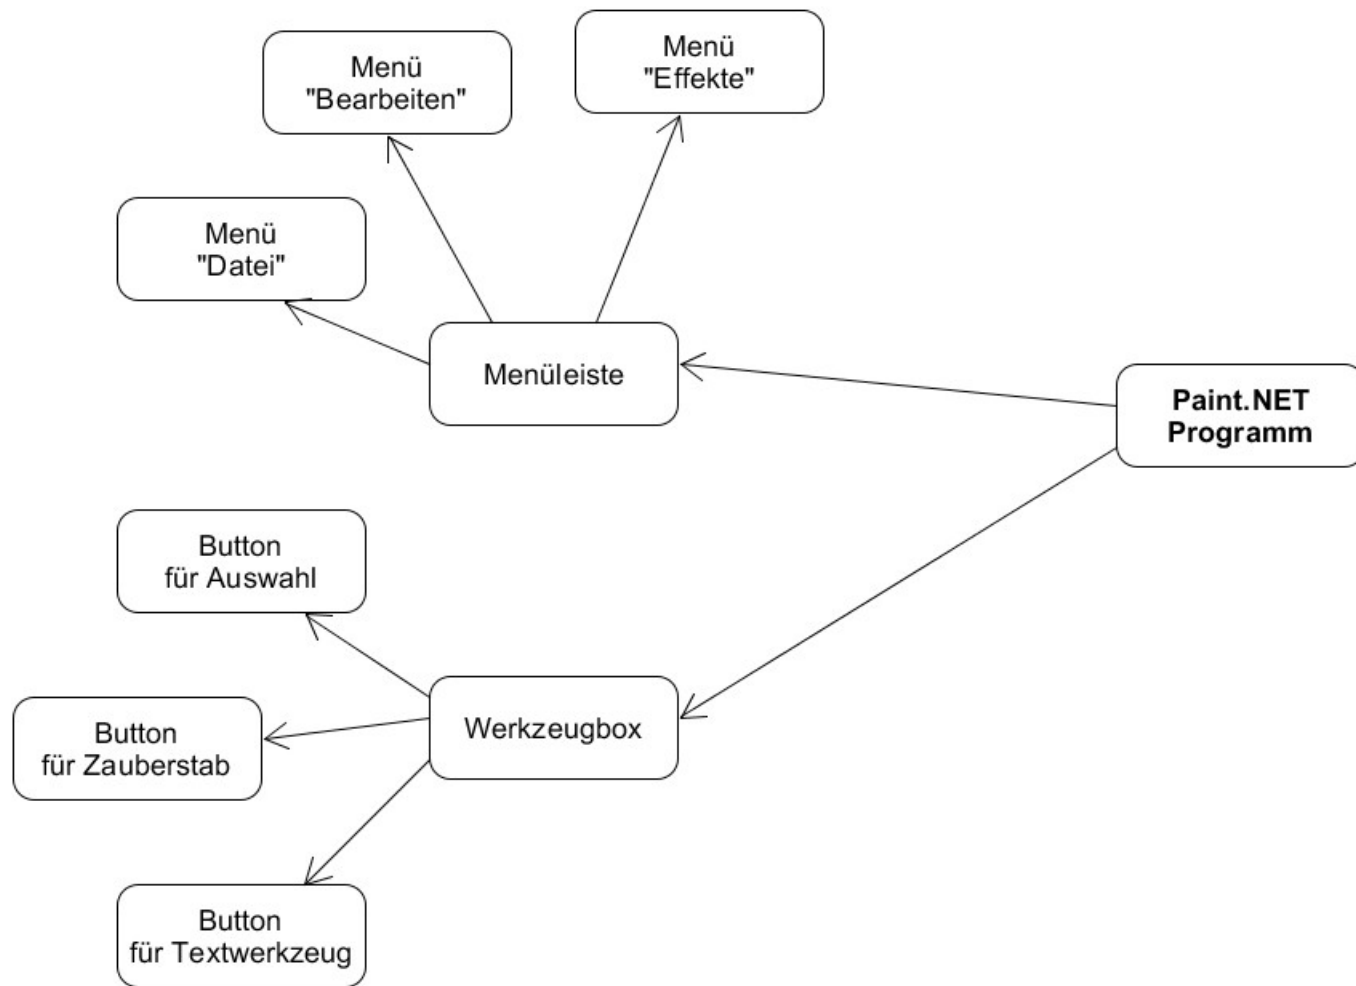 Menü
"Effekte"
Menü
"Bearbeiten"
Menü
"Datei"
Menüleiste
Paint.NET
Programm
Button
für Auswahl
Werkzeugbox
Button
für Zauberstab
Button
für Textwerkzeug